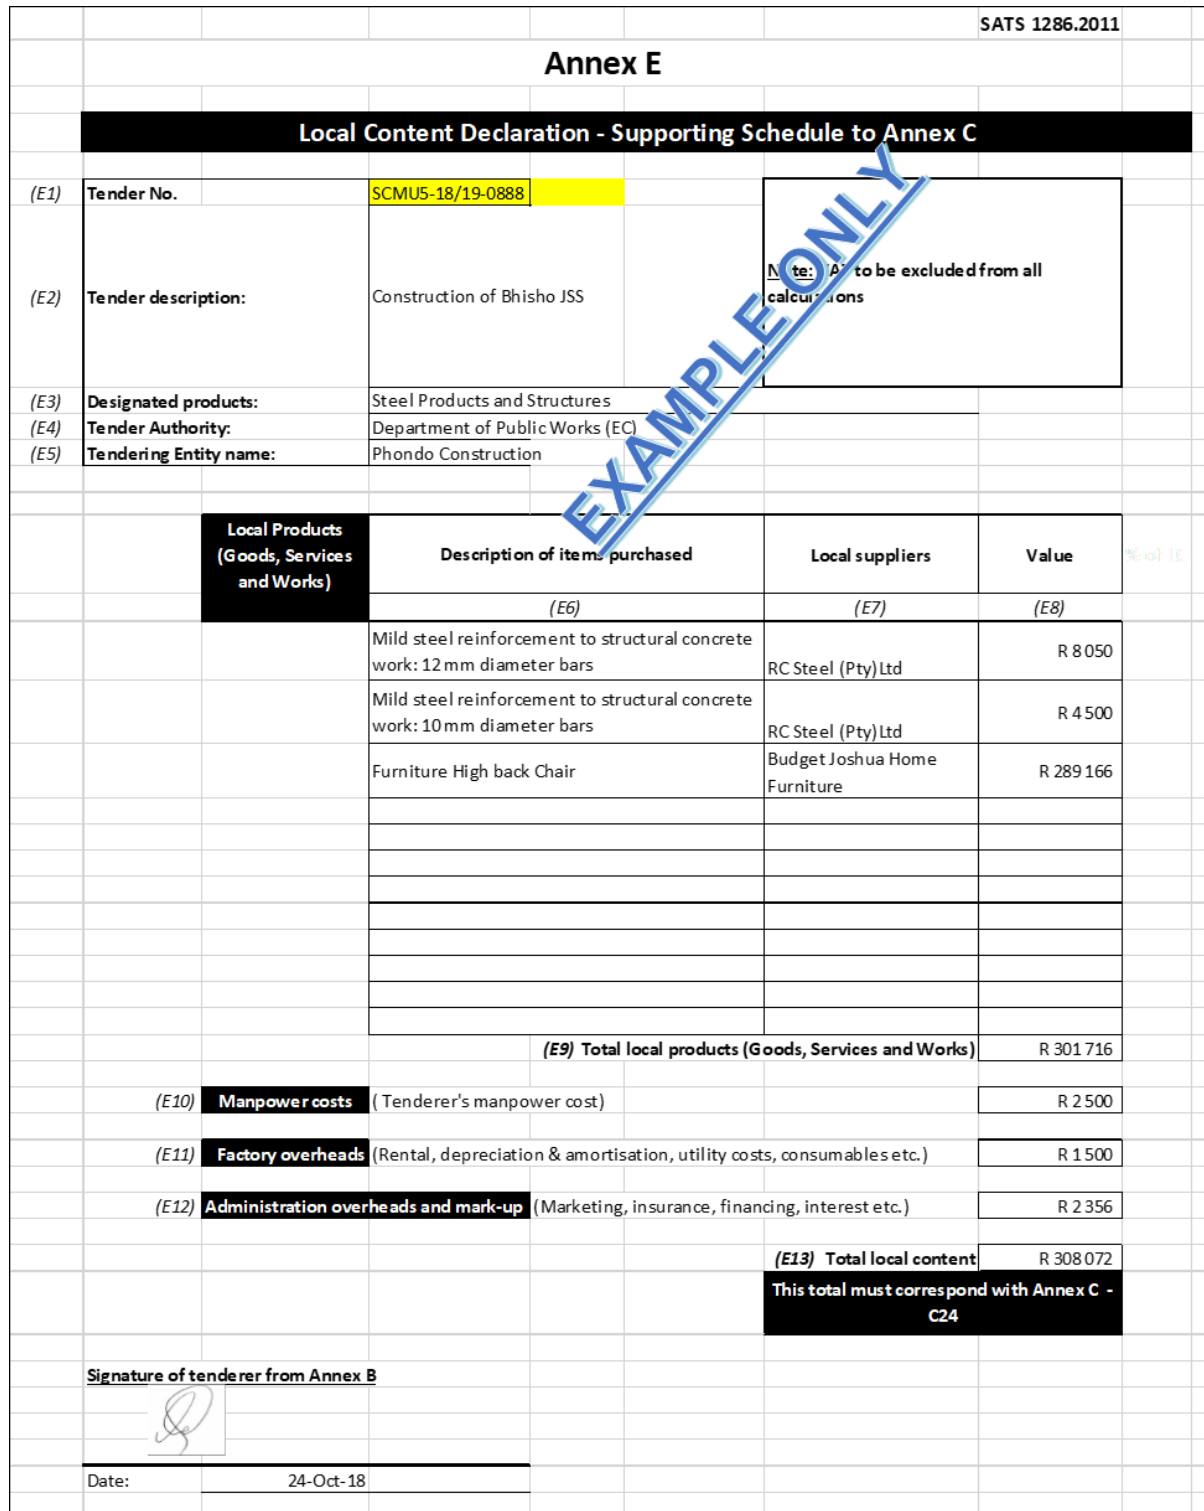 SATS 1286.2011
Annex E
Local Content Declaration - Supporting Schedule to Annex C
(E1) Tender No. SCMU5-18/19-0888
(E2) Tender description: Construction of Bhisho JSS
Note: to be excluded from all
calculations
(E3) Designated products: Steel Products and Structures
(E4) Tender Authority: Department of Public Works (EC)
(E5) Tendering Entity name: Phondo Construction
EXAMPLE ONLY
Local Products
(Goods, Services
and Works)
Description of items purchased Local suppliers Value
(E6) (E7) (E8)
Mild steel reinforcement to structural concrete
work: 12 mm diameter bars RC Steel (Pty) Ltd R 8 050
Mild steel reinforcement to structural concrete
work: 10 mm diameter bars RC Steel (Pty) Ltd R 4 500
Furniture High back Chair Budget Joshua Home
Furniture R 289 166
(E9) Total local products (Goods, Services and Works) R 301 716
(E10) Manpower costs ( Tenderer's manpower cost) R 2 500
(E11) Factory overheads (Rental, depreciation & amortisation, utility costs, consumables etc.) R 1 500
(E12) Administration overheads and mark-up (Marketing, insurance, financing, interest etc.) R 2 356
(E13) Total local content R 308 072
This total must correspond with Annex C -
C24
Signature of tenderer from Annex B
Date: 24-Oct-18